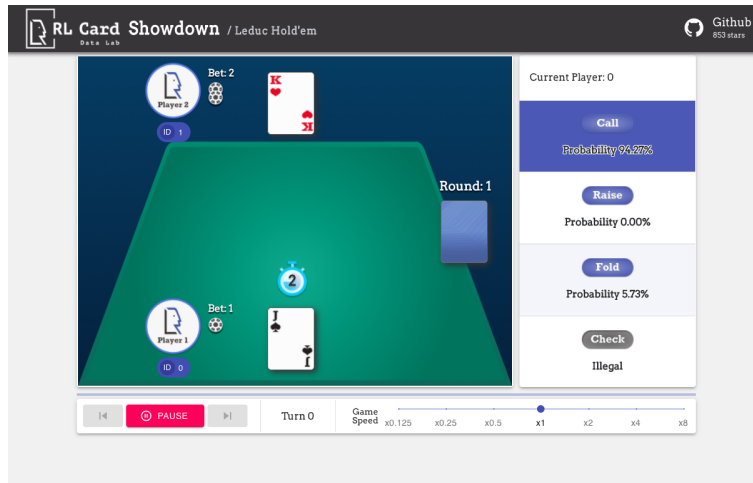 RL Card Showdown / Leduc Hold'em
Data Lab
Github
853 stars
Bet: 2
K
K
Player 2
ID 1
Round: 1
2
Bet: 1
J
J
Player 1
ID 0
Current Player: 0
Call
Probability 94.27%
Raise
Probability 0.00%
Fold
Probability 5.73%
Check
Illegal
PAUSE
Turn 0
Game
Speed
x0.125 x0.25 x0.5 x1 x2 x4 x8